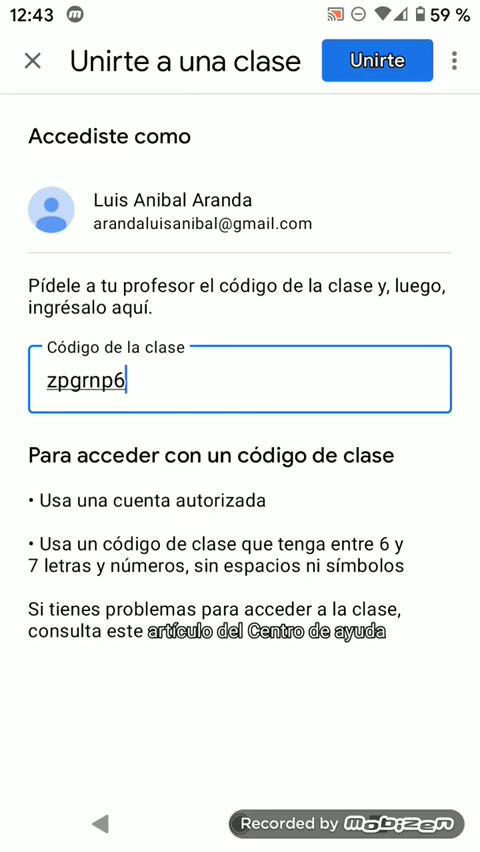 12:43 59 %
Unirte a una clase Unirte
Accediste como
Luis Anibal Aranda
arandaluisanibal@gmail.com
Pídele a tu profesor el código de la clase y, luego,
ingrésalo aquí.
Código de la clase
zpgrnp6
Para acceder con un código de clase
• Usa una cuenta autorizada
• Usa un código de clase que tenga entre 6 y
7 letras y números, sin espacios ni símbolos
Si tienes problemas para acceder a la clase,
consulta este artículo del Centro de ayuda
Recorded by mobizen